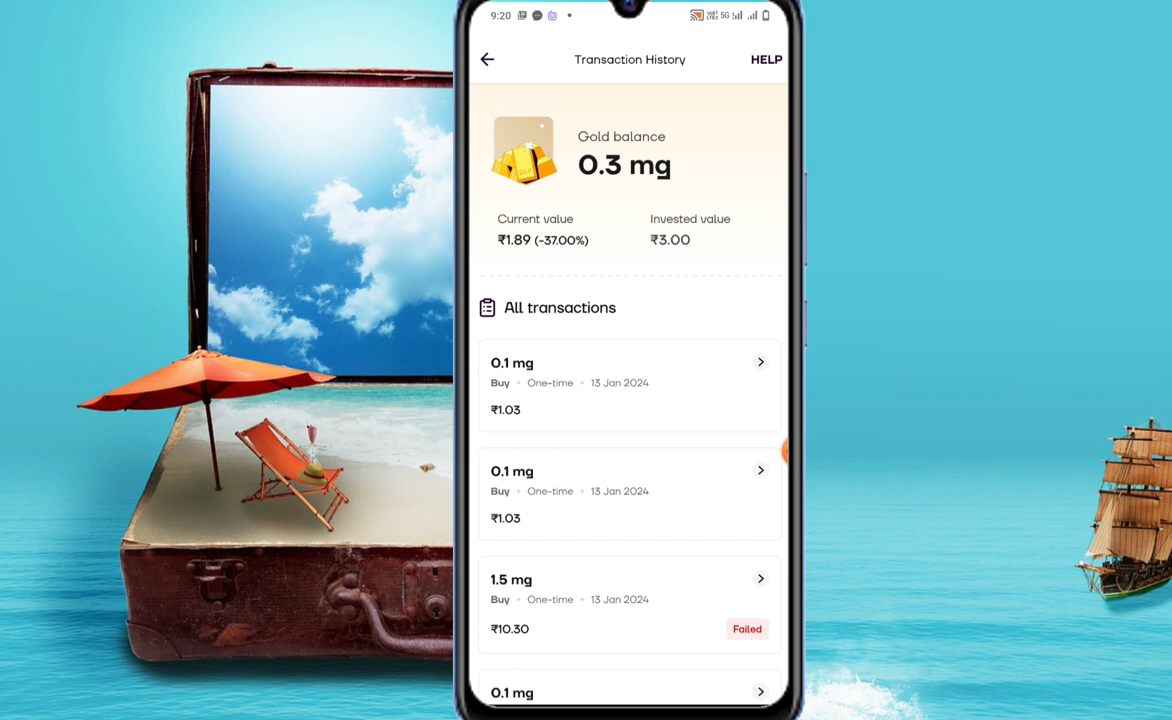 9:20
5G
Transaction History
HELP
Gold balance
0.3 mg
Current value
Invested value
₹1.89 (-37.00%)
₹3.00
All transactions
0.1 mg
Buy • One-time • 13 Jan 2024
₹1.03
0.1 mg
Buy • One-time • 13 Jan 2024
₹1.03
1.5 mg
Buy • One-time • 13 Jan 2024
₹10.30
Failed
0.1 mg